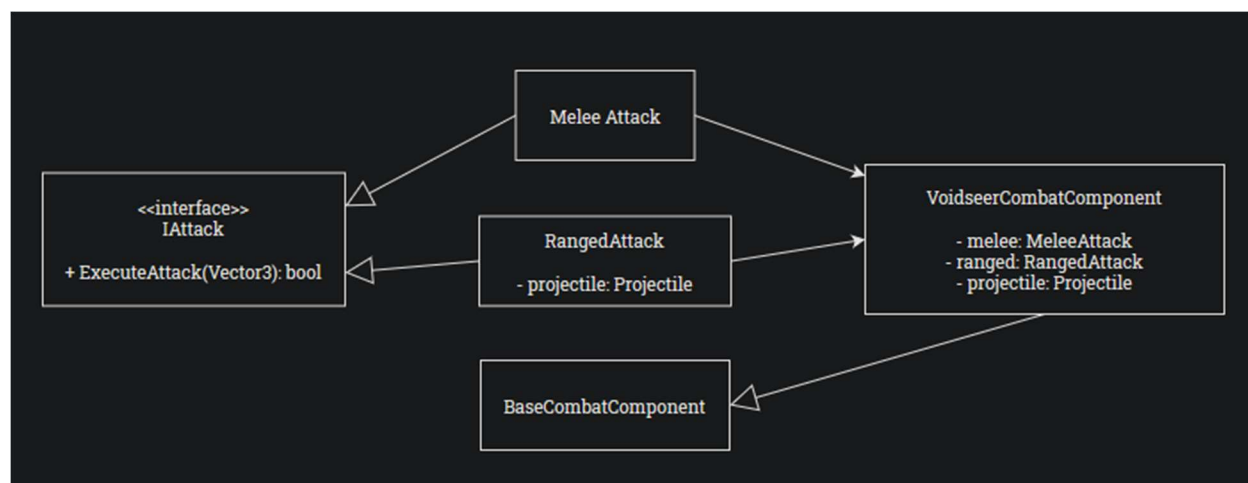 Melee Attack
<<interface>>
IAttack
+ ExecuteAttack(Vector3): bool
RangedAttack
- projectile: Projectile
VoidseerCombatComponent
- melee: MeleeAttack
- ranged: RangedAttack
- projectile: Projectile
BaseCombatComponent